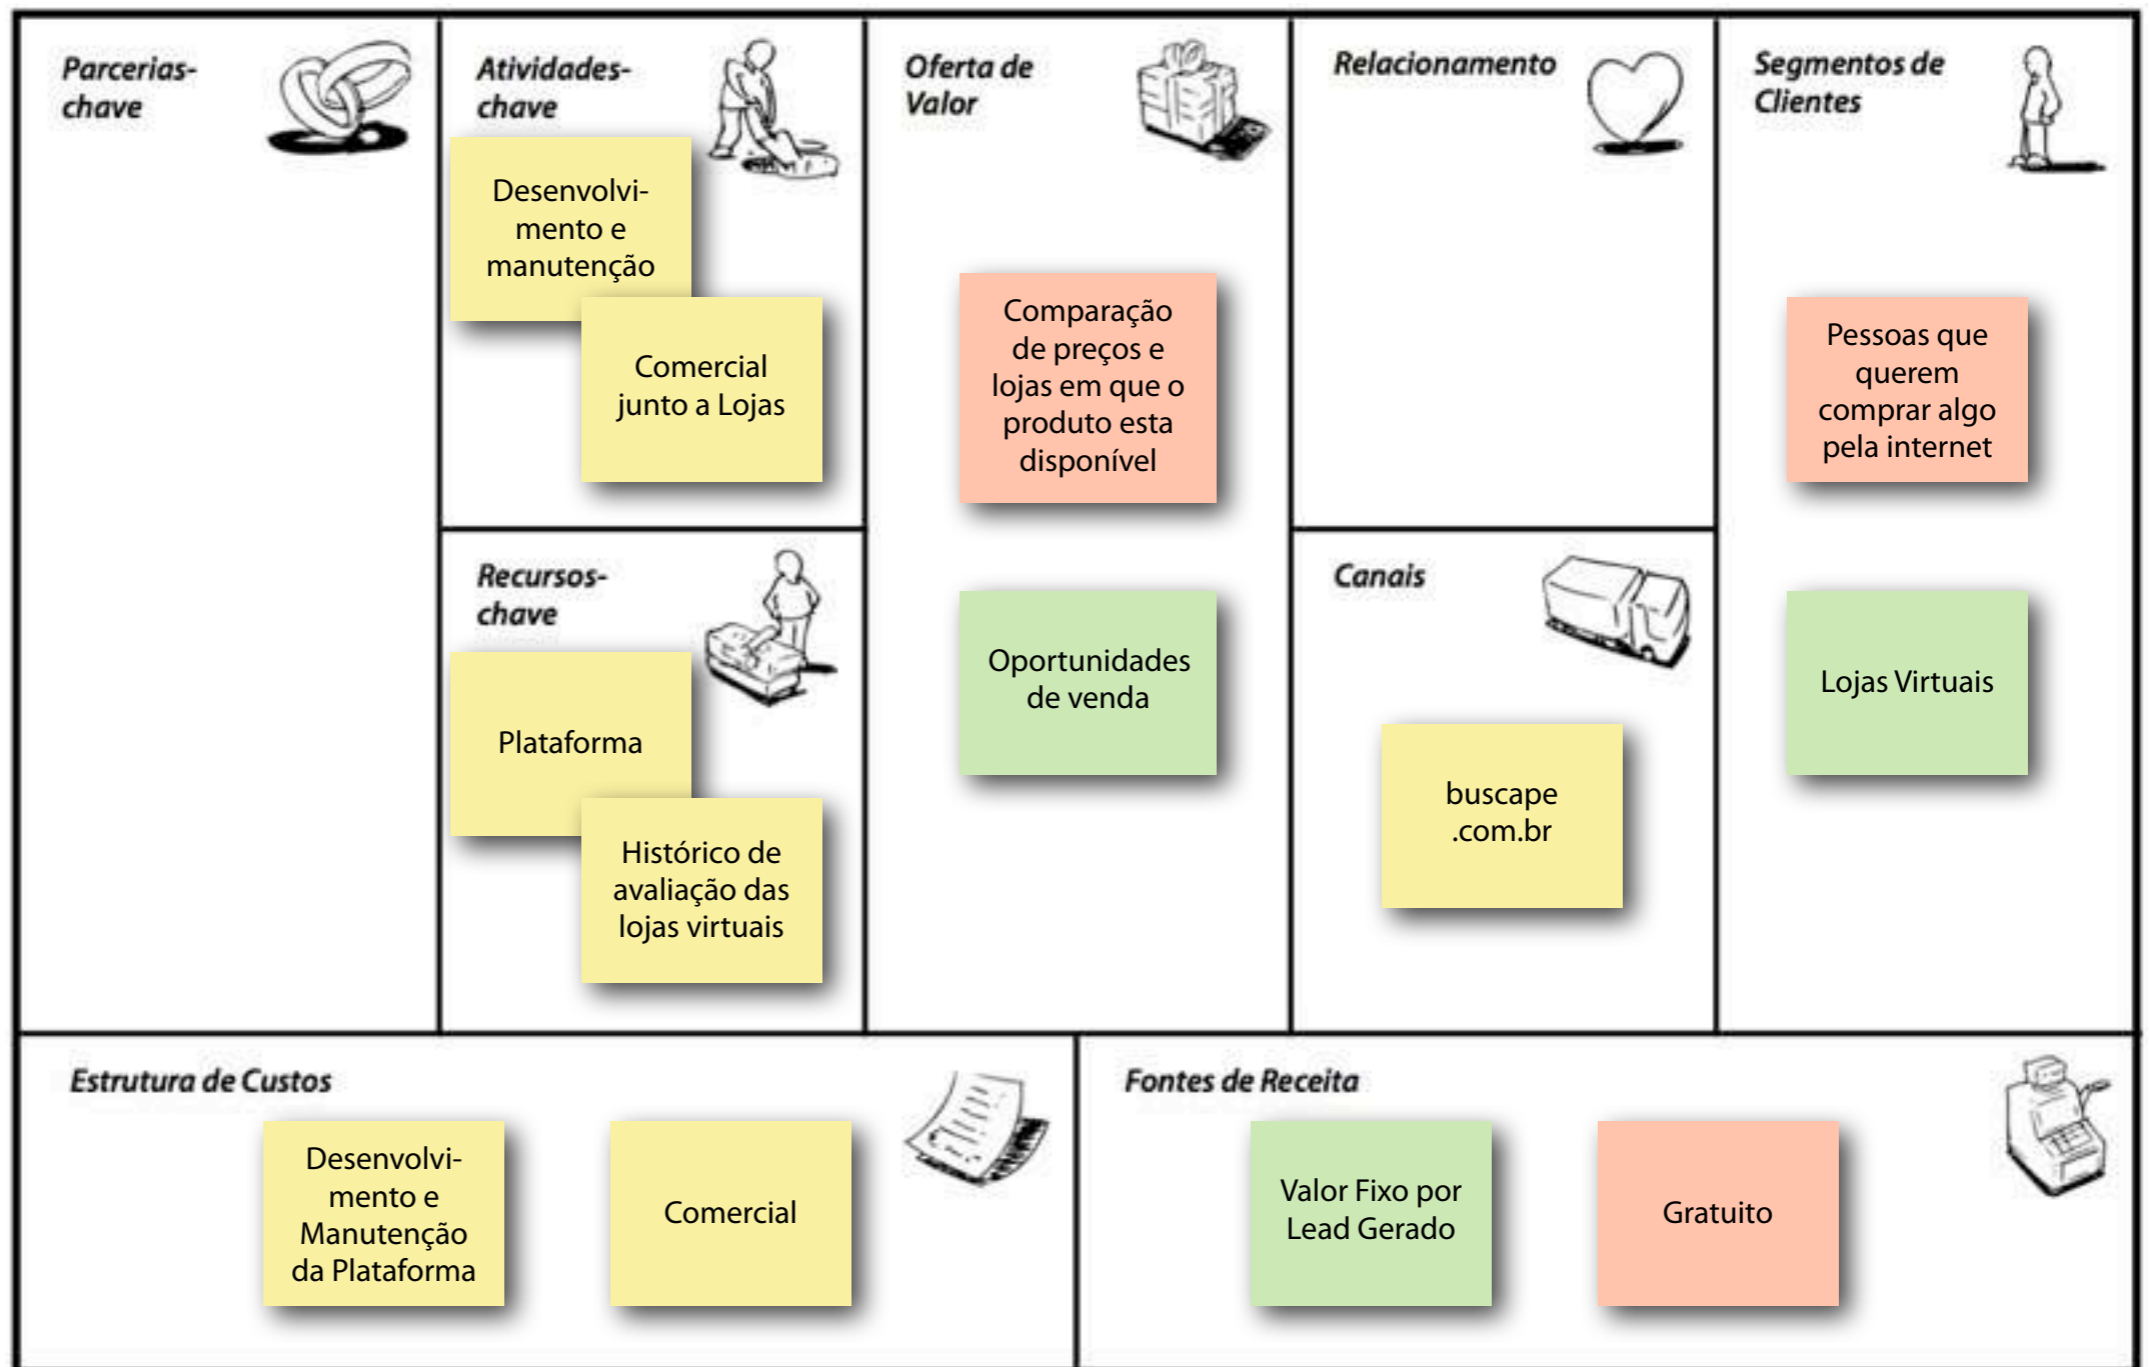 Parcerias-
chave
Atividades-
chave
Desenvolvi-
mento e
manutenção
Comercial
junto a Lojas
Recursos-
chave
Plataforma
Histórico de
avaliação das
lojas virtuais
Oferta de
Valor
Comparação
de preços e
lojas em que o
produto esta
disponível
Oportunidades
de venda
Relacionamento
Canais
buscape
.com.br
Segmentos de
Clientes
Pessoas que
querem
comprar algo
pela internet
Lojas Virtuais
Estrutura de Custos
Desenvolvi-
mento e
Manutenção
da Plataforma
Comercial
Fontes de Receita
Valor Fixo por
Lead Gerado
Gratuito